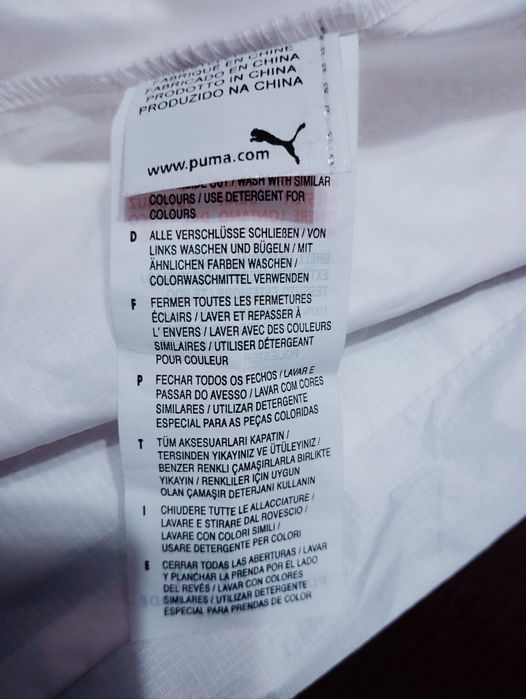 FABRIQUÉ EN CHINE
FABRICADO EN CHINA
PRODOTTO IN CHINA
PRODUZIDO NA CHINA
www.puma.com
OUT / WASH WITH SIMILAR
COLOURS / USE DETERGENT FOR
COLOURS
D ALLE VERSCHLÜSSE SCHLIEßEN / VON
LINKS WASCHEN UND BÜGELN / MIT
ÄHNLICHEN FARBEN WASCHEN /
COLORWASCHMITTEL VERWENDEN
F FERMER TOUTES LES FERMETURES
ÉCLAIRS / LAVER ET REPASSER À
L' ENVERS / LAVER AVEC DES COULEURS
SIMILAIRES / UTILISER DÉTERGEANT
POUR COULEUR
P FECHAR TODOS OS FECHOS / LAVAR E
PASSAR DO AVESSO / LAVAR COM CORES
SIMILARES / UTILIZAR DETERGENTE
ESPECIAL PARA AS PEÇAS COLORIDAS
T TÜM AKSESUARLARI KAPATIN /
TERSINDEN YIKAYINIZ VE ÜTÜLEYINIZ /
BENZER RENKLI ÇAMAŞIRLARLA BIRLIKTE
YIKAYIN / RENKLILER IÇIN UYGUN
OLAN ÇAMAŞIR DETERJANI KULLANIN
I CHIUDERE TUTTE LE ALLACCIATURE /
LAVARE E STIRARE DAL ROVESCIO /
LAVARE CON COLORI SIMILI /
USARE DETERGENTE PER COLORI
E CERRAR TODAS LAS ABERTURAS / LAVAR
Y PLANCHAR LA PRENDA POR EL LADO
DEL REVÉS / LAVAR CON COLORES
SIMILARES / UTILIZAR DETERGENTE
ESPECIAL PARA PRENDAS DE COLOR